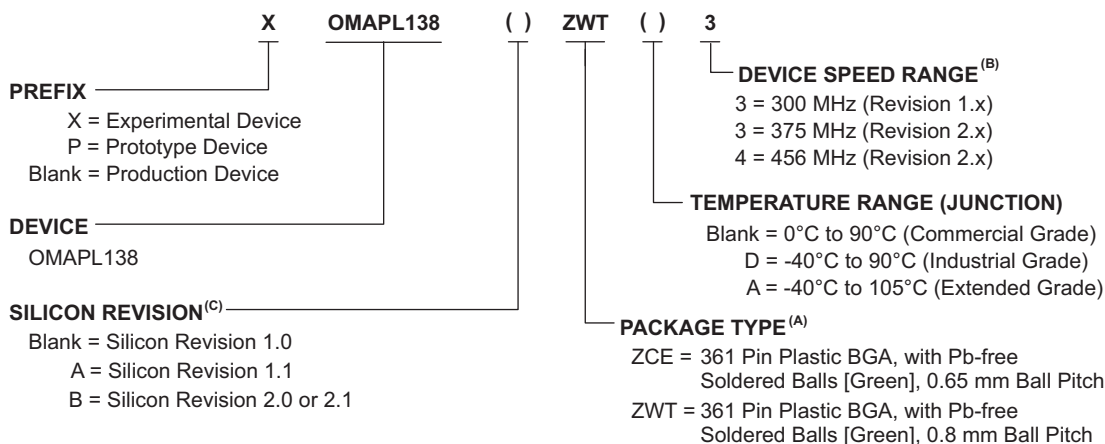 X OMAPL138 ( ) ZWT ( ) 3
PREFIX
X = Experimental Device
P = Prototype Device
Blank = Production Device
DEVICE
OMAPL138
SILICON REVISION(C)
Blank = Silicon Revision 1.0
A = Silicon Revision 1.1
B = Silicon Revision 2.0 or 2.1
DEVICE SPEED RANGE(B)
3 = 300 MHz (Revision 1.x)
3 = 375 MHz (Revision 2.x)
4 = 456 MHz (Revision 2.x)
TEMPERATURE RANGE (JUNCTION)
Blank = 0°C to 90°C (Commercial Grade)
D = -40°C to 90°C (Industrial Grade)
A = -40°C to 105°C (Extended Grade)
PACKAGE TYPE(A)
ZCE = 361 Pin Plastic BGA, with Pb-free
Soldered Balls [Green], 0.65 mm Ball Pitch
ZWT = 361 Pin Plastic BGA, with Pb-free
Soldered Balls [Green], 0.8 mm Ball Pitch